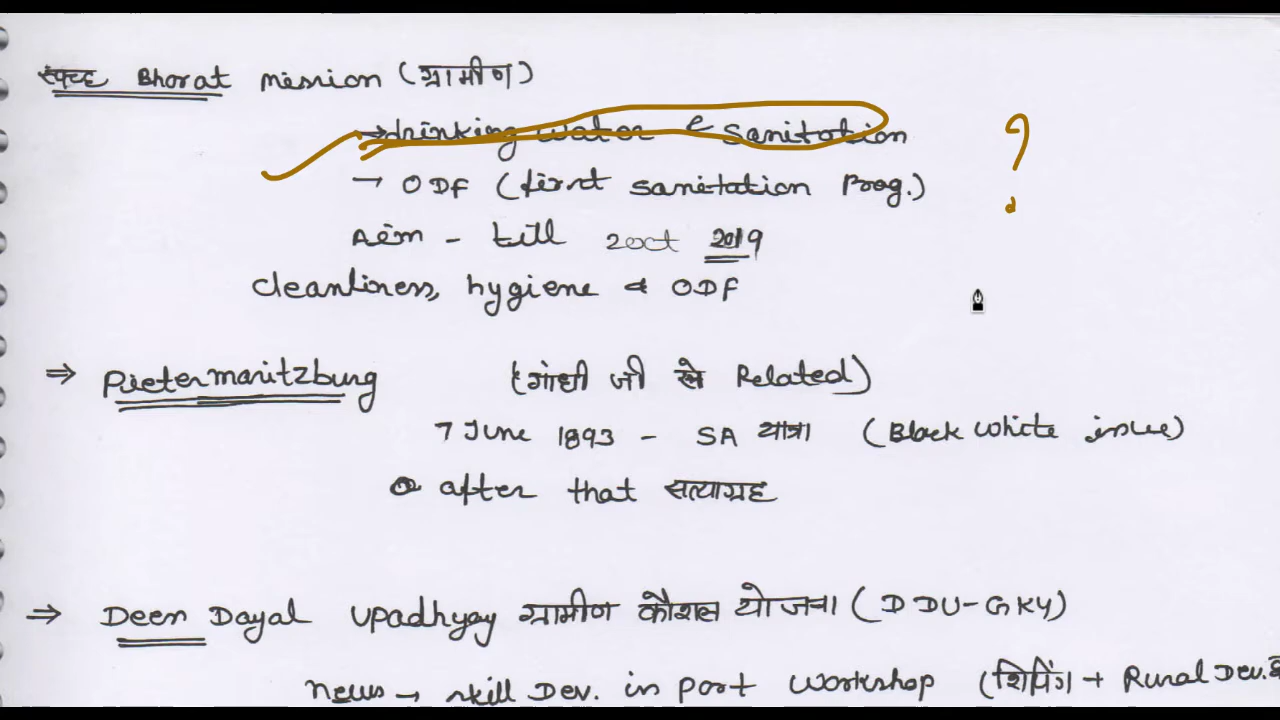 स्वच्छ Bharat mission (ग्रामीण)
→ drinking water & sanitation
→ ODF (first sanitation Prog.)
Aim - till 2 oct 2019
cleanliness, hygiene & ODF
⇒ Pietermaritzburg (गांधी जी से Related)
7 June 1893 - SA यात्रा (Black White issue)
after that सत्याग्रह
⇒ Deen Dayal Upadhyay ग्रामीण कौशल योजना (DDU-GKY)
news → skill Dev. in port workshop (शिपिंग + Rural Dev.
?